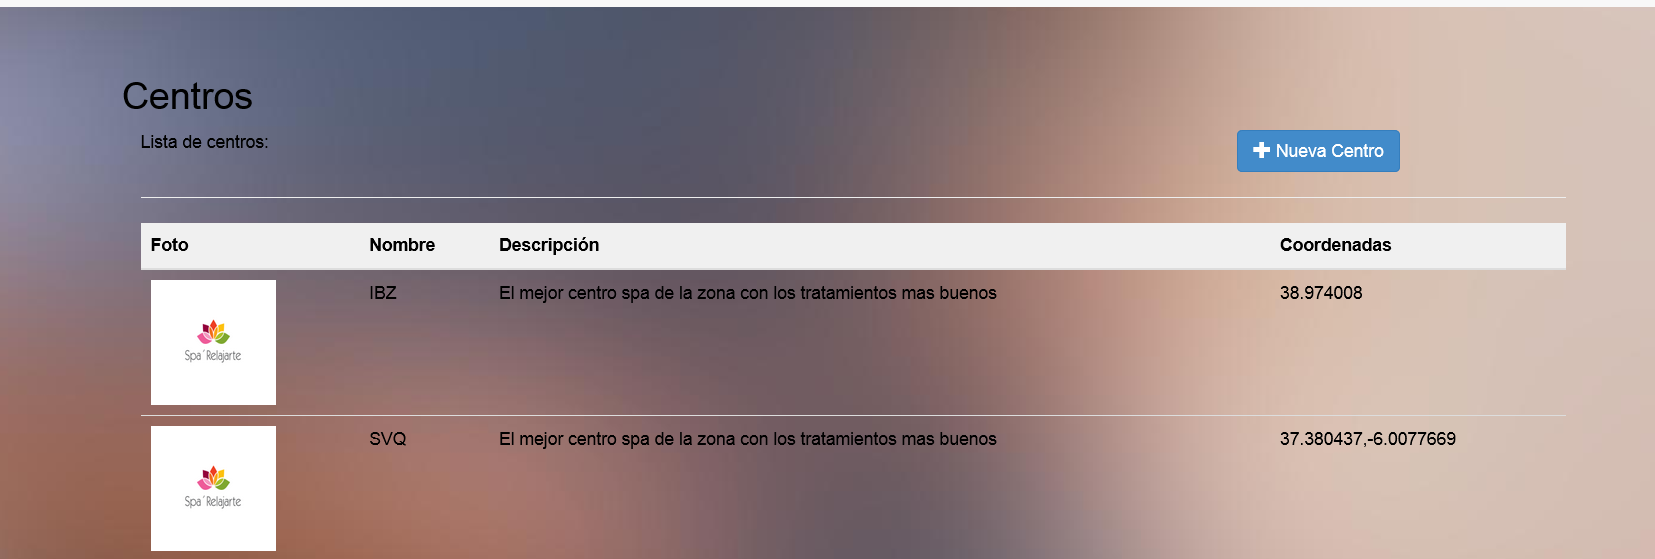 Centros
Lista de centros:
Nueva Centro
Foto Nombre Descripción Coordenadas
IBZ El mejor centro spa de la zona con los tratamientos mas buenos 38.974008
Spa´Relajarte
SVQ El mejor centro spa de la zona con los tratamientos mas buenos 37.380437,-6.0077669
Spa´Relajarte